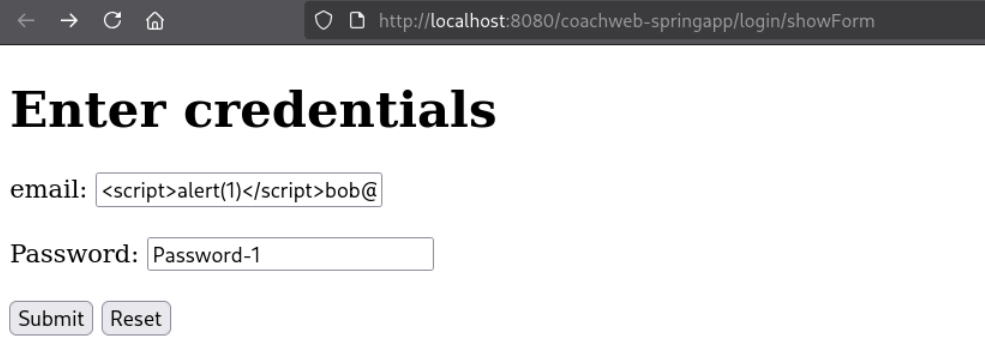 http://localhost:8080/coachweb-springapp/login/showForm
Enter credentials
email: <script>alert(1)</script>bob@
Password: Password-1
Submit Reset